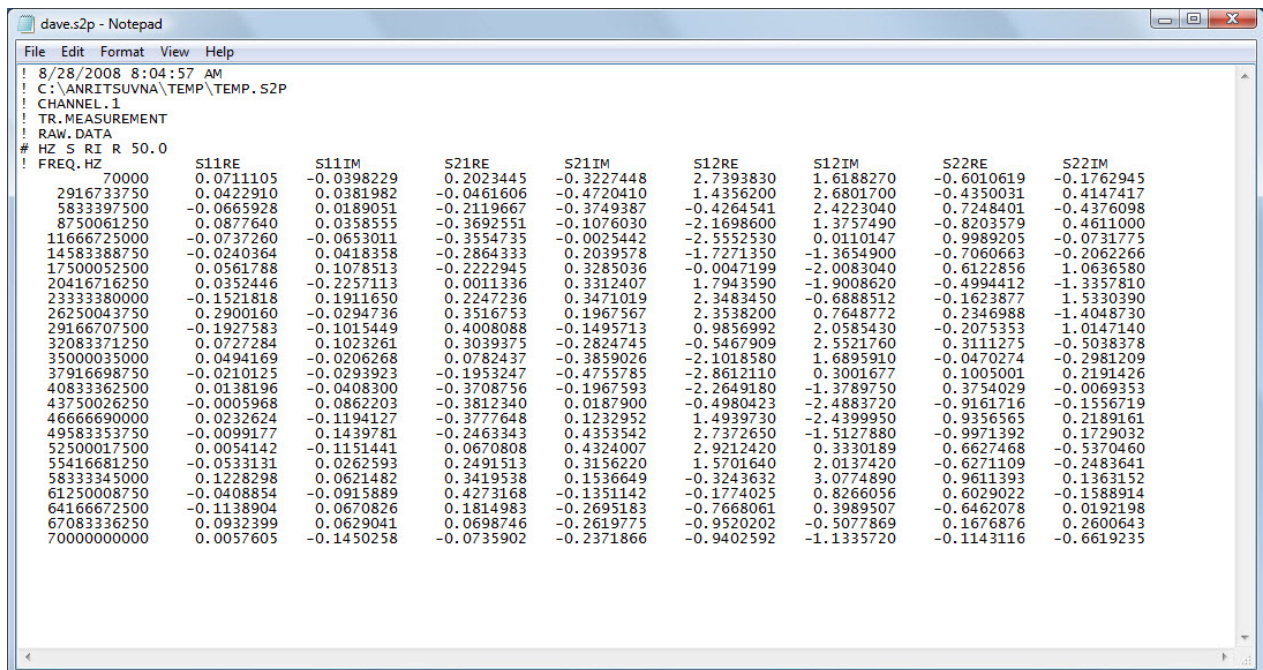 dave.s2p - Notepad
File Edit Format View Help
! 8/28/2008 8:04:57 AM
! C:\ANRITSUVNA\TEMP\TEMP.S2P
! CHANNEL.1
! TR.MEASUREMENT
! RAW.DATA
# HZ S RI R 50.0
! FREQ.HZ S11RE S11IM S21RE S21IM S12RE S12IM S22RE S22IM
70000 0.0711105 -0.0398229 0.2023445 -0.3227448 2.7393830 1.6188270 -0.6010619 -0.1762945
2916733750 0.0422910 0.0381982 -0.0461606 -0.4720410 1.4356200 2.6801700 -0.4350031 0.4147417
5833397500 -0.0665928 0.0189051 -0.2119667 -0.3749387 -0.4264541 2.4223040 0.7248401 -0.4376098
8750061250 0.0877640 0.0358555 -0.3692551 -0.1076030 -2.1698600 1.3757490 -0.8203579 0.4611000
11666725000 -0.0737260 -0.0653011 -0.3554735 -0.0025442 -2.5552530 0.0110147 0.9989205 -0.0731775
14583388750 -0.0240364 0.0418358 -0.2864333 0.2039578 -1.7271350 -1.3654900 -0.7060663 -0.2062266
17500052500 0.0561788 0.1078513 -0.2222945 0.3285036 -0.0047199 -2.0083040 0.6122856 1.0636580
20416716250 0.0352446 -0.2257113 0.0011336 0.3312407 1.7943590 -1.9008620 -0.4994412 -1.3357810
23333380000 -0.1521818 0.1911650 0.2247236 0.3471019 2.3483450 -0.6888512 -0.1623877 1.5330390
26250043750 0.2900160 -0.0294736 0.3516753 0.1967567 2.3538200 0.7648772 0.2346988 -1.4048730
29166707500 -0.1927583 -0.1015449 0.4008088 -0.1495713 0.9856992 2.0585430 -0.2075353 1.0147140
32083371250 0.0727284 0.1023261 0.3039375 -0.2824745 -0.5467909 2.5521760 0.3111275 -0.5038378
35000035000 0.0494169 -0.0206268 0.0782437 -0.3859026 -2.1018580 1.6895910 -0.0470274 -0.2981209
37916698750 -0.0210125 -0.0293923 -0.1953247 -0.4755785 -2.8612110 0.3001677 0.1005001 0.2191426
40833362500 0.0138196 -0.0408300 -0.3708756 -0.1967593 -2.2649180 -1.3789750 0.3754029 -0.0069353
43750026250 -0.0005968 0.0862203 -0.3812340 0.0187900 -0.4980423 -2.4883720 -0.9161716 -0.1556719
46666690000 0.0232624 -0.1194127 -0.3777648 0.1232952 1.4939730 -2.4399950 0.9356565 0.2189161
49583353750 -0.0099177 0.1439781 -0.2463343 0.4353542 2.7372650 -1.5127880 -0.9971392 0.1729032
52500017500 0.0054142 -0.1151441 0.0670808 0.4324007 2.9212420 0.3330189 0.6627468 -0.5370460
55416681250 -0.0533131 0.0262593 0.2491513 0.3156220 1.5701640 2.0137420 -0.6271109 -0.2483641
58333345000 0.1228298 0.0621482 0.3419538 0.1536649 -0.3243632 3.0774890 0.9611393 0.1363152
61250008750 -0.0408854 -0.0915889 0.4273168 -0.1351142 -0.1774025 0.8266056 0.6029022 -0.1588914
64166672500 -0.1138904 0.0670826 0.1814983 -0.2695183 -0.7668061 0.3989507 -0.6462078 0.0192198
67083336250 0.0932399 0.0629041 0.0698746 -0.2619775 -0.9520202 -0.5077869 0.1676876 0.2600643
70000000000 0.0057605 -0.1450258 -0.0735902 -0.2371866 -0.9402592 -1.1335720 -0.1143116 -0.6619235